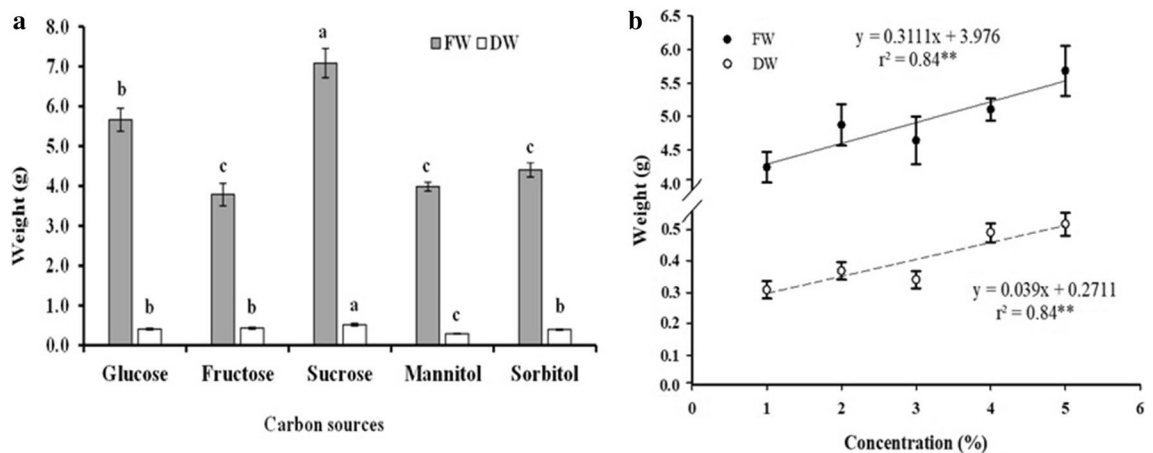 a
8.0
7.0
6.0
5.0
4.0
3.0
2.0
1.0
0.0
Weight (g)
FW DW
b
b
c
b
a
a
c
c
c
b
Glucose Fructose Sucrose Mannitol Sorbitol
Carbon sources
b
6.5
6.0
5.5
5.0
4.5
4.0
0.5
0.4
0.3
0.2
0.1
0.0
Weight (g)
FW
DW
y = 0.3111x + 3.976
r² = 0.84**
y = 0.039x + 0.2711
r² = 0.84**
0 1 2 3 4 5 6
Concentration (%)